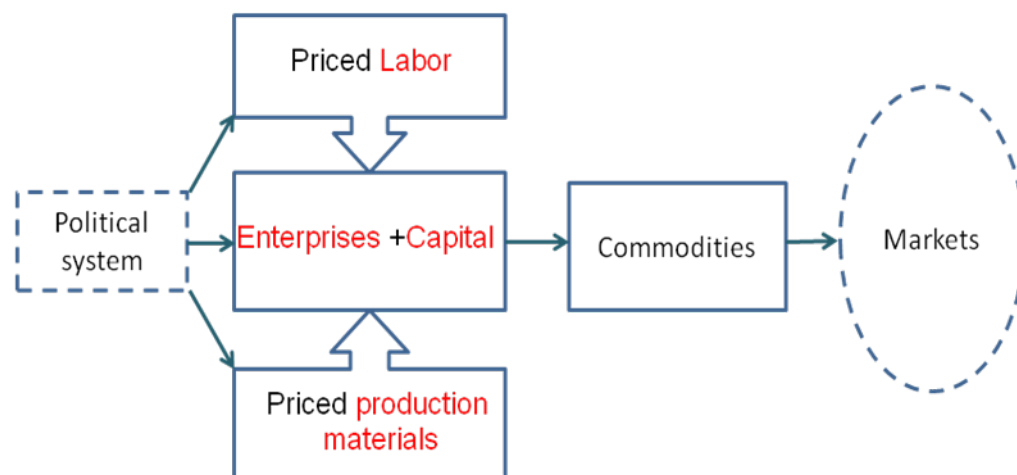 Priced Labor
Political
system
Enterprises +Capital
Commodities
Markets
Priced production
materials